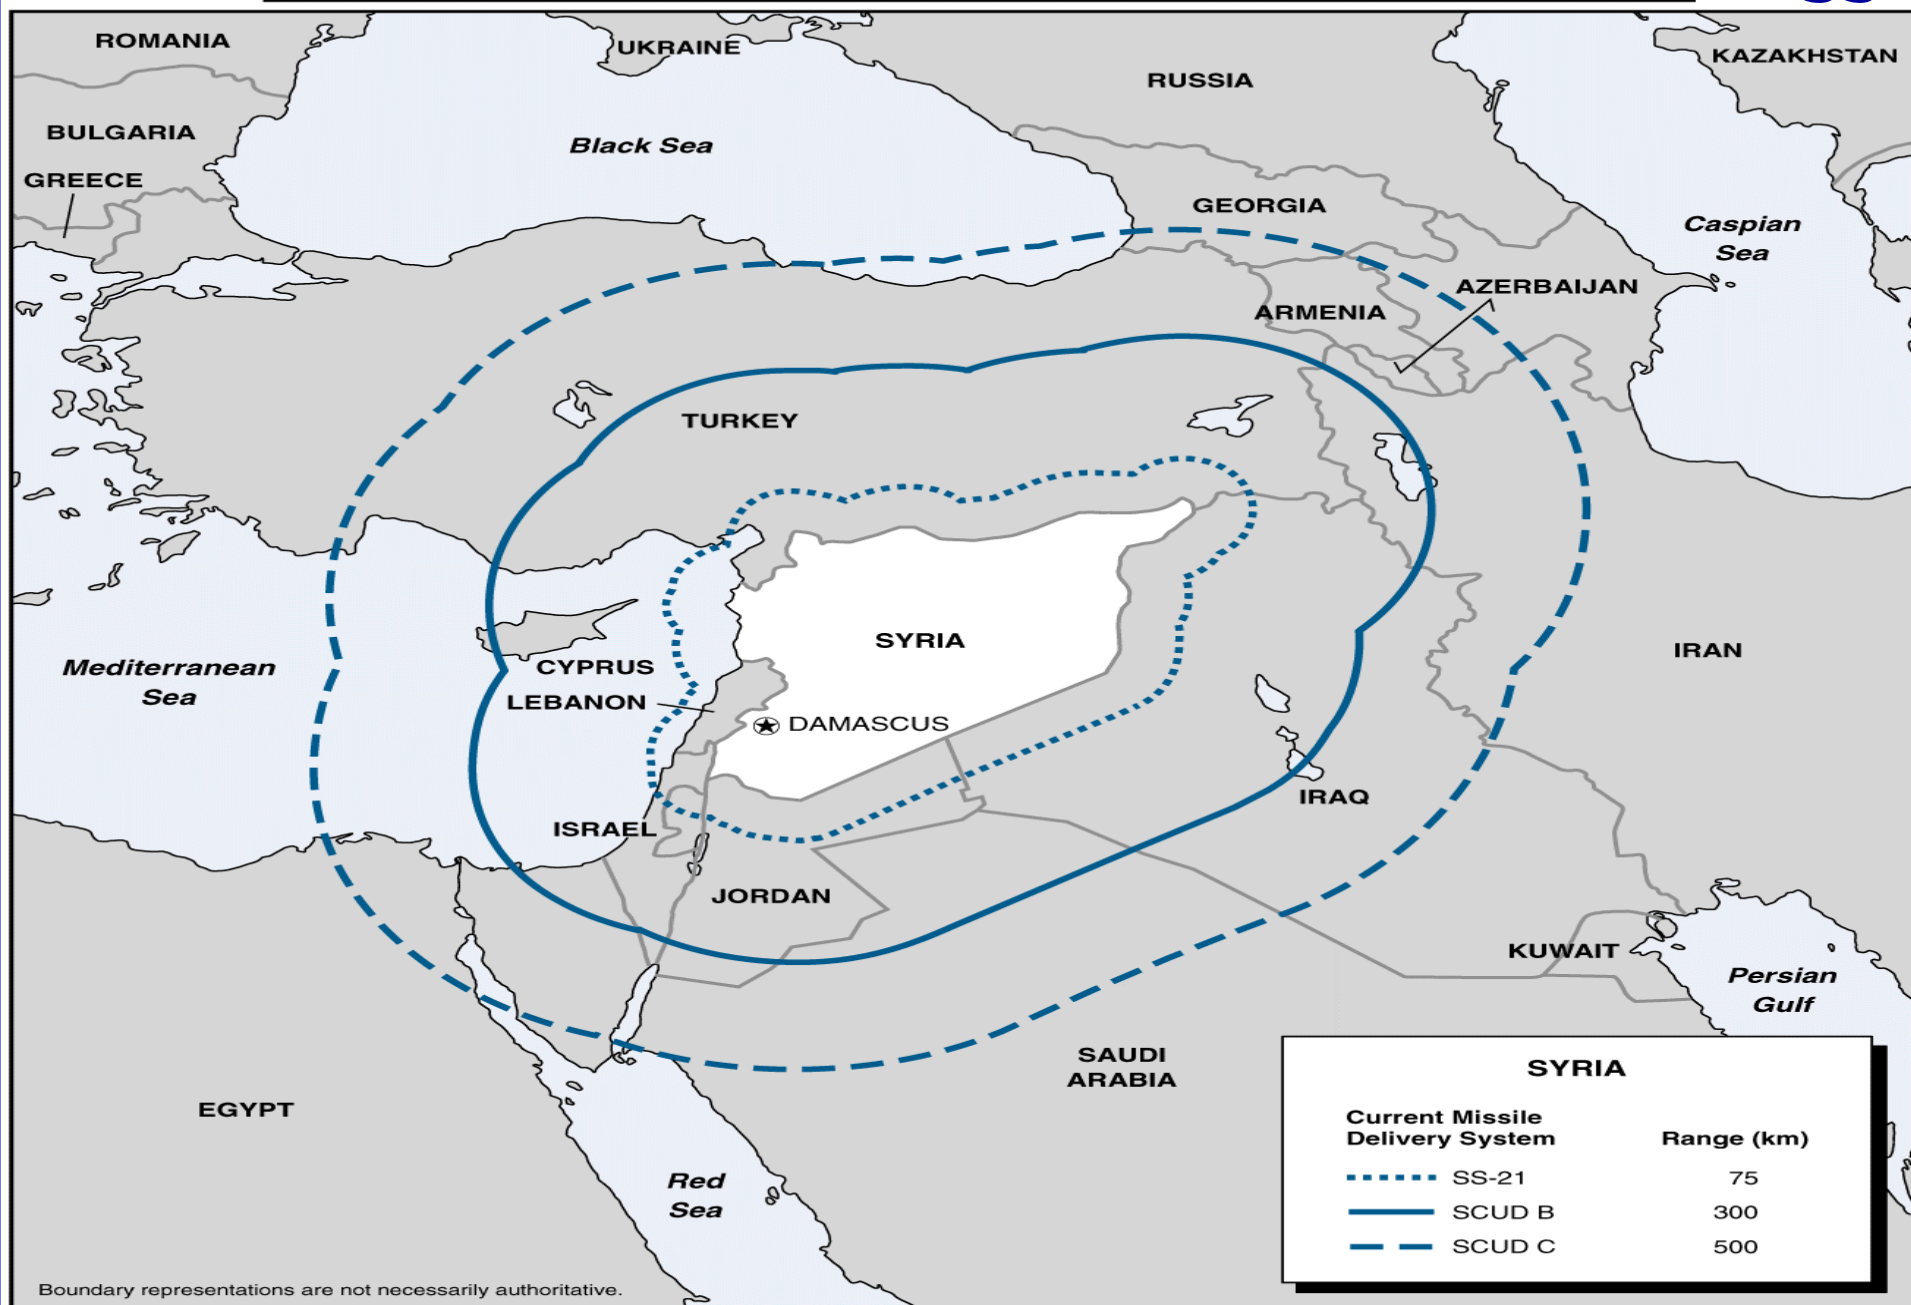 ROMANIA
UKRAINE
RUSSIA
KAZAKHSTAN
BULGARIA
Black Sea
GREECE
GEORGIA
Caspian
Sea
AZERBAIJAN
ARMENIA
TURKEY
SYRIA
IRAN
Mediterranean
Sea
CYPRUS
LEBANON
DAMASCUS
IRAQ
ISRAEL
JORDAN
KUWAIT
Persian
Gulf
SAUDI
ARABIA
EGYPT
Red
Sea
SYRIA
Current Missile
Delivery System Range (km)
SS-21 75
SCUD B 300
SCUD C 500
Boundary representations are not necessarily authoritative.